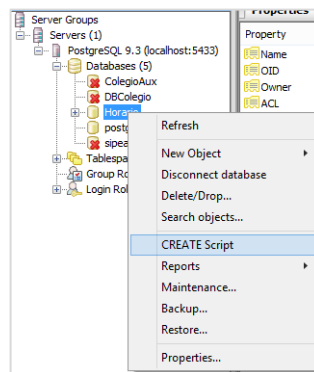 Server Groups
Servers (1)
PostgreSQL 9.3 (localhost:5433)
Databases (5)
ColegioAux
DBColegio
Horario
postg
sipea
Tablespa
Group Ro
Login Rol
Properties
Property
Name
OID
Owner
ACL
Refresh
New Object
Disconnect database
Delete/Drop...
Search objects...
CREATE Script
Reports
Maintenance...
Backup...
Restore...
Properties...